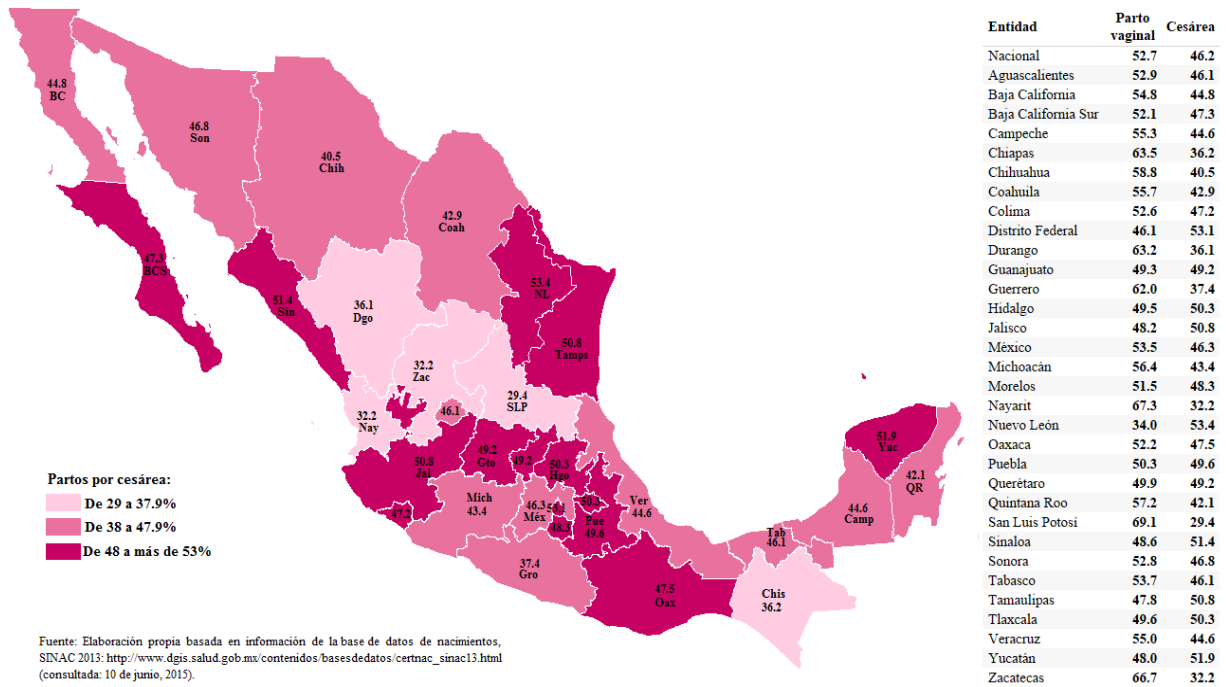 44.8
BC
46.8
Son
40.5
Chih
42.9
Coah
47.3
BCS
51.4
Sin
36.1
Dgo
53.4
NL
50.8
Tamps
32.2
Zac
29.4
SLP
32.2
Nay
46.1
50.8
Jal
49.2
Gto
49.2
50.3
Hgo
47.2
Mich
43.4
46.3
Méx
53.1
48.3
50.3
Pue
49.6
Ver
44.6
37.4
Gro
47.5
Oax
Tab
46.1
Chis
36.2
44.6
Camp
51.9
Yuc
42.1
QR
Partos por cesárea:
De 29 a 37.9%
De 38 a 47.9%
De 48 a más de 53%
Fuente: Elaboración propia basada en información de la base de datos de nacimientos,
SINAC 2013: http://www.dgis.salud.gob.mx/contenidos/basesdedatos/certnac_sinac13.html
(consultada: 10 de junio, 2015).
Entidad Parto vaginal Cesárea
Nacional 52.7 46.2
Aguascalientes 52.9 46.1
Baja California 54.8 44.8
Baja California Sur 52.1 47.3
Campeche 55.3 44.6
Chiapas 63.5 36.2
Chihuahua 58.8 40.5
Coahuila 55.7 42.9
Colima 52.6 47.2
Distrito Federal 46.1 53.1
Durango 63.2 36.1
Guanajuato 49.3 49.2
Guerrero 62.0 37.4
Hidalgo 49.5 50.3
Jalisco 48.2 50.8
México 53.5 46.3
Michoacán 56.4 43.4
Morelos 51.5 48.3
Nayarit 67.3 32.2
Nuevo León 34.0 53.4
Oaxaca 52.2 47.5
Puebla 50.3 49.6
Querétaro 49.9 49.2
Quintana Roo 57.2 42.1
San Luis Potosí 69.1 29.4
Sinaloa 48.6 51.4
Sonora 52.8 46.8
Tabasco 53.7 46.1
Tamaulipas 47.8 50.8
Tlaxcala 49.6 50.3
Veracruz 55.0 44.6
Yucatán 48.0 51.9
Zacatecas 66.7 32.2